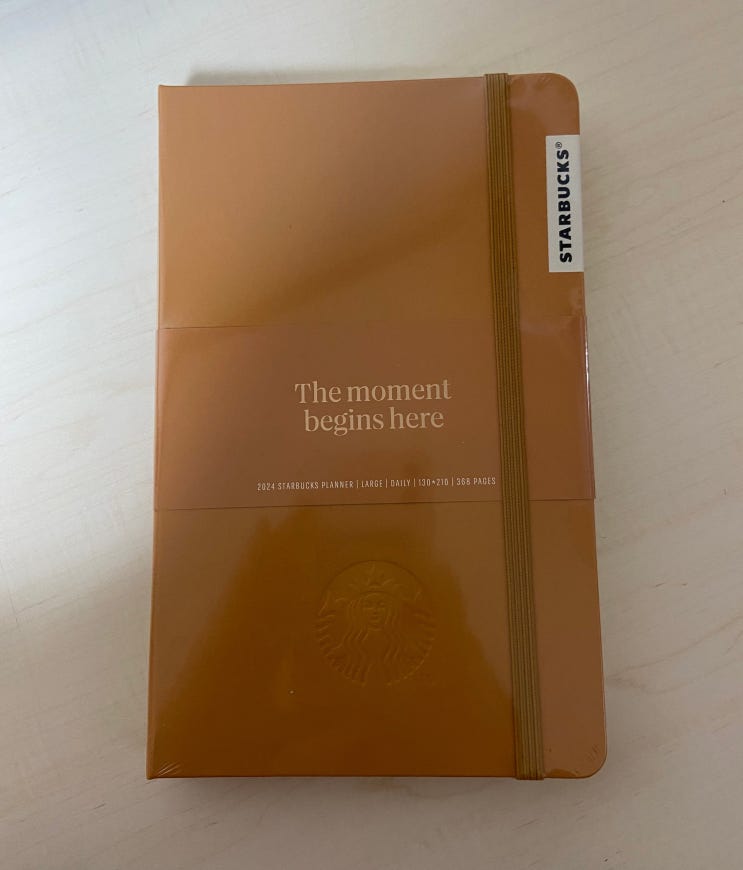 STARBUCKS®
The moment
begins here
2024 STARBUCKS PLANNER | LARGE | DAILY | 130*210 | 368 PAGES